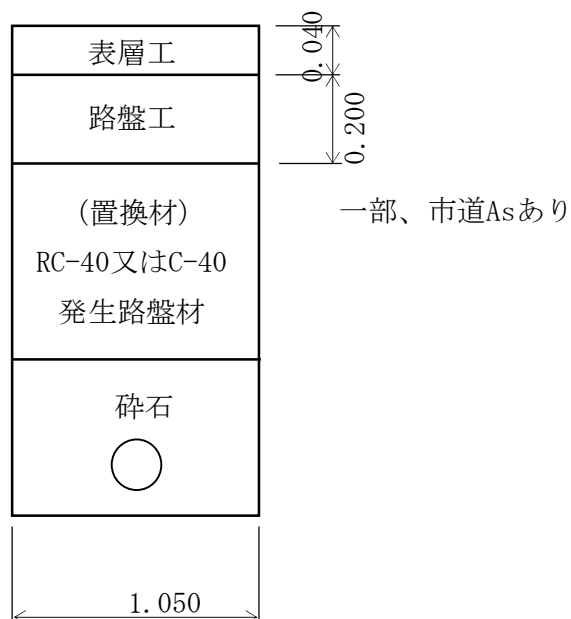 表層工
0.040
路盤工
0.200
(置換材)
RC-40又はC-40
発生路盤材
一部、市道Asあり
砕石
1.050